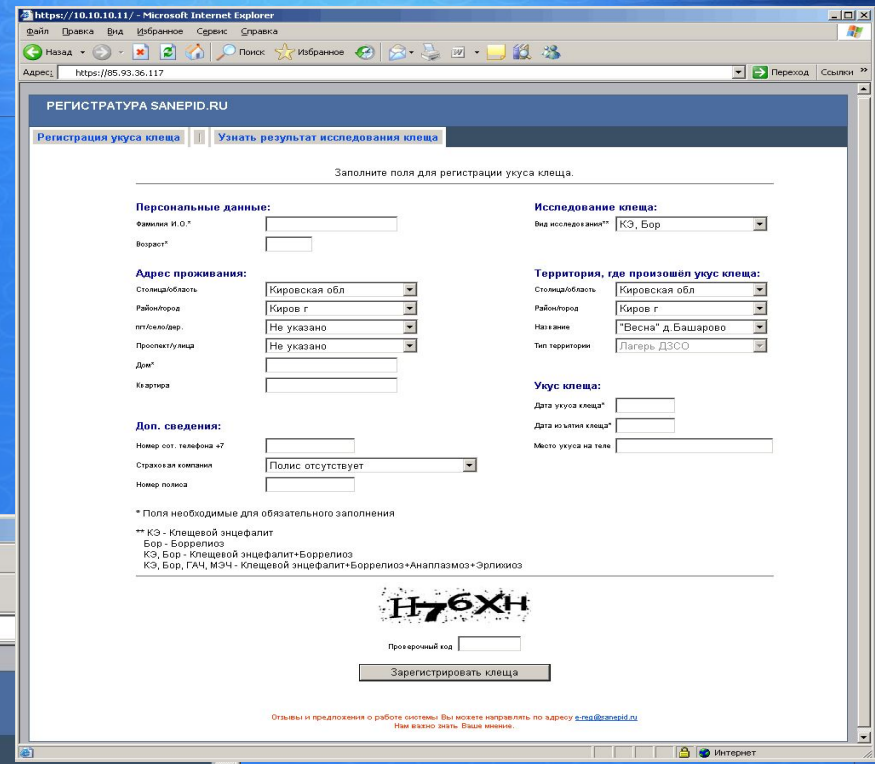 https://10.10.10.11/ - Microsoft Internet Explorer
Файл Правка Вид Избранное Сервис Справка
Назад Поиск Избранное
Адрес: https://85.93.36.117 Переход Ссылки »
РЕГИСТРАТУРА SANEPID.RU
Регистрация укуса клеща | Узнать результат исследования клеща
Заполните поля для регистрации укуса клеща.
Персональные данные:
Фамилия И.О.*
Возраст*
Адрес проживания:
Столица/область Кировская обл
Район/город Киров г
пгт/село/дер. Не указано
Проспект/улица Не указано
Дом*
Квартира
Доп. сведения:
Номер сот. телефона +7
Страховая компания Полис отсутствует
Номер полиса
Исследование клеща:
Вид исследования** КЭ, Бор
Территория, где произошёл укус клеща:
Столица/область Кировская обл
Район/город Киров г
Название "Весна" д.Башарово
Тип территории Лагерь ДЗСО
Укус клеща:
Дата укуса клеща*
Дата изъятия клеща*
Место укуса на теле
* Поля необходимые для обязательного заполнения
** КЭ - Клещевой энцефалит
Бор - Боррелиоз
КЭ, Бор - Клещевой энцефалит+Боррелиоз
КЭ, Бор, ГАЧ, МЭЧ - Клещевой энцефалит+Боррелиоз+Анаплазмоз+Эрлихиоз
H76XH
Проверочный код
Зарегистрировать клеща
Отзывы и предложения о работе системы Вы можете направлять по адресу e-reg@sanepid.ru
Нам важно знать Ваше мнение.
Интернет